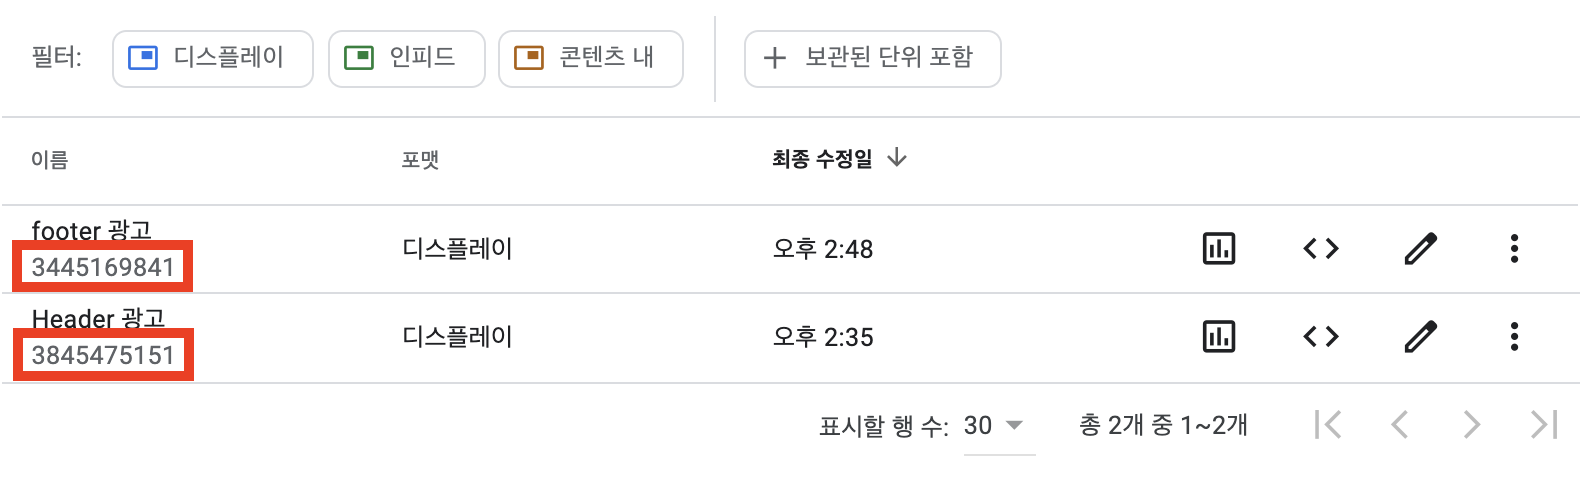 필터: 디스플레이 인피드 콘텐츠 내 보관된 단위 포함
이름 포맷 최종 수정일
footer 광고
3445169841
디스플레이 오후 2:48
Header 광고
3845475151
디스플레이 오후 2:35
표시할 행 수: 30 총 2개 중 1~2개